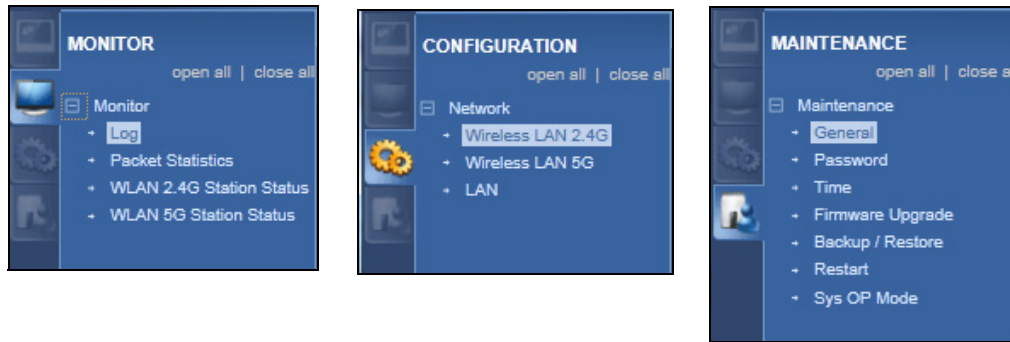 MONITOR
open all | close all
Monitor
Log
Packet Statistics
WLAN 2.4G Station Status
WLAN 5G Station Status
CONFIGURATION
open all | close all
Network
Wireless LAN 2.4G
Wireless LAN 5G
LAN
MAINTENANCE
open all | close a
Maintenance
General
Password
Time
Firmware Upgrade
Backup / Restore
Restart
Sys OP Mode